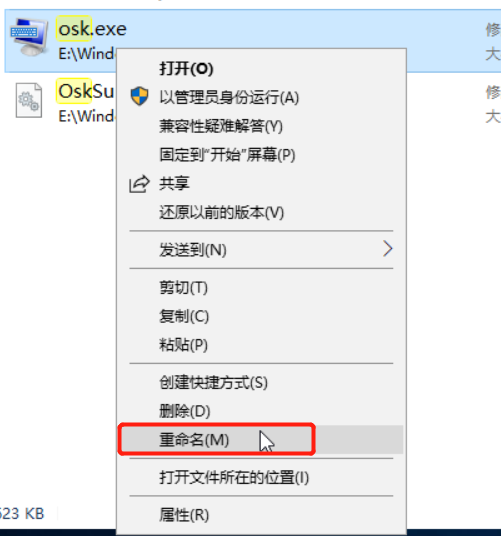 osk.exe
修
E:\Wind
大
OskSu
修
E:\Wind
大
打开(O)
以管理员身份运行(A)
兼容性疑难解答(Y)
固定到"开始"屏幕(P)
共享
还原以前的版本(V)
发送到(N)
剪切(T)
复制(C)
粘贴(P)
创建快捷方式(S)
删除(D)
重命名(M)
打开文件所在的位置(I)
属性(R)
523 KB